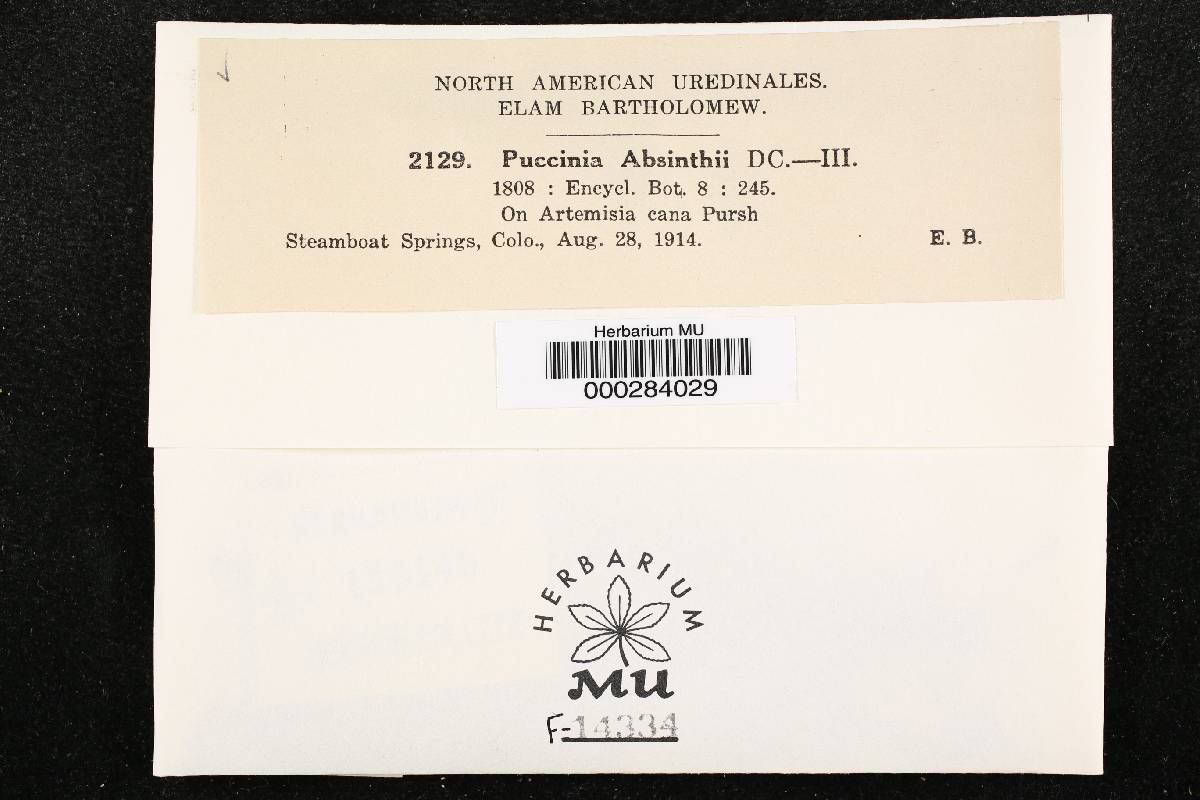 NORTH AMERICAN UREDINALES.
ELAM BARTHOLOMEW.
2129. Puccinia Absinthii DC.—III.
1808 : Encycl. Bot. 8 : 245.
On Artemisia cana Pursh
Steamboat Springs, Colo., Aug. 28, 1914. E. B.
Herbarium MU
000284029
HERBARIUM
MU
F-14334